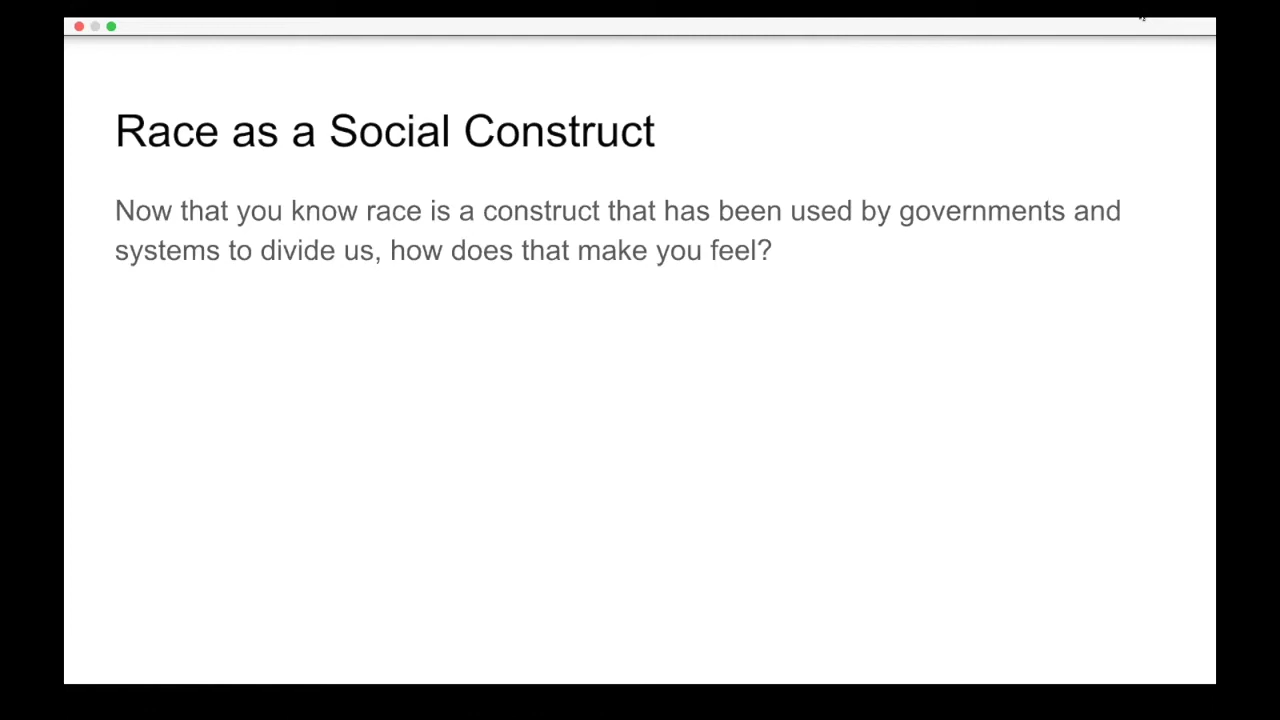 Race as a Social Construct
Now that you know race is a construct that has been used by governments and
systems to divide us, how does that make you feel?